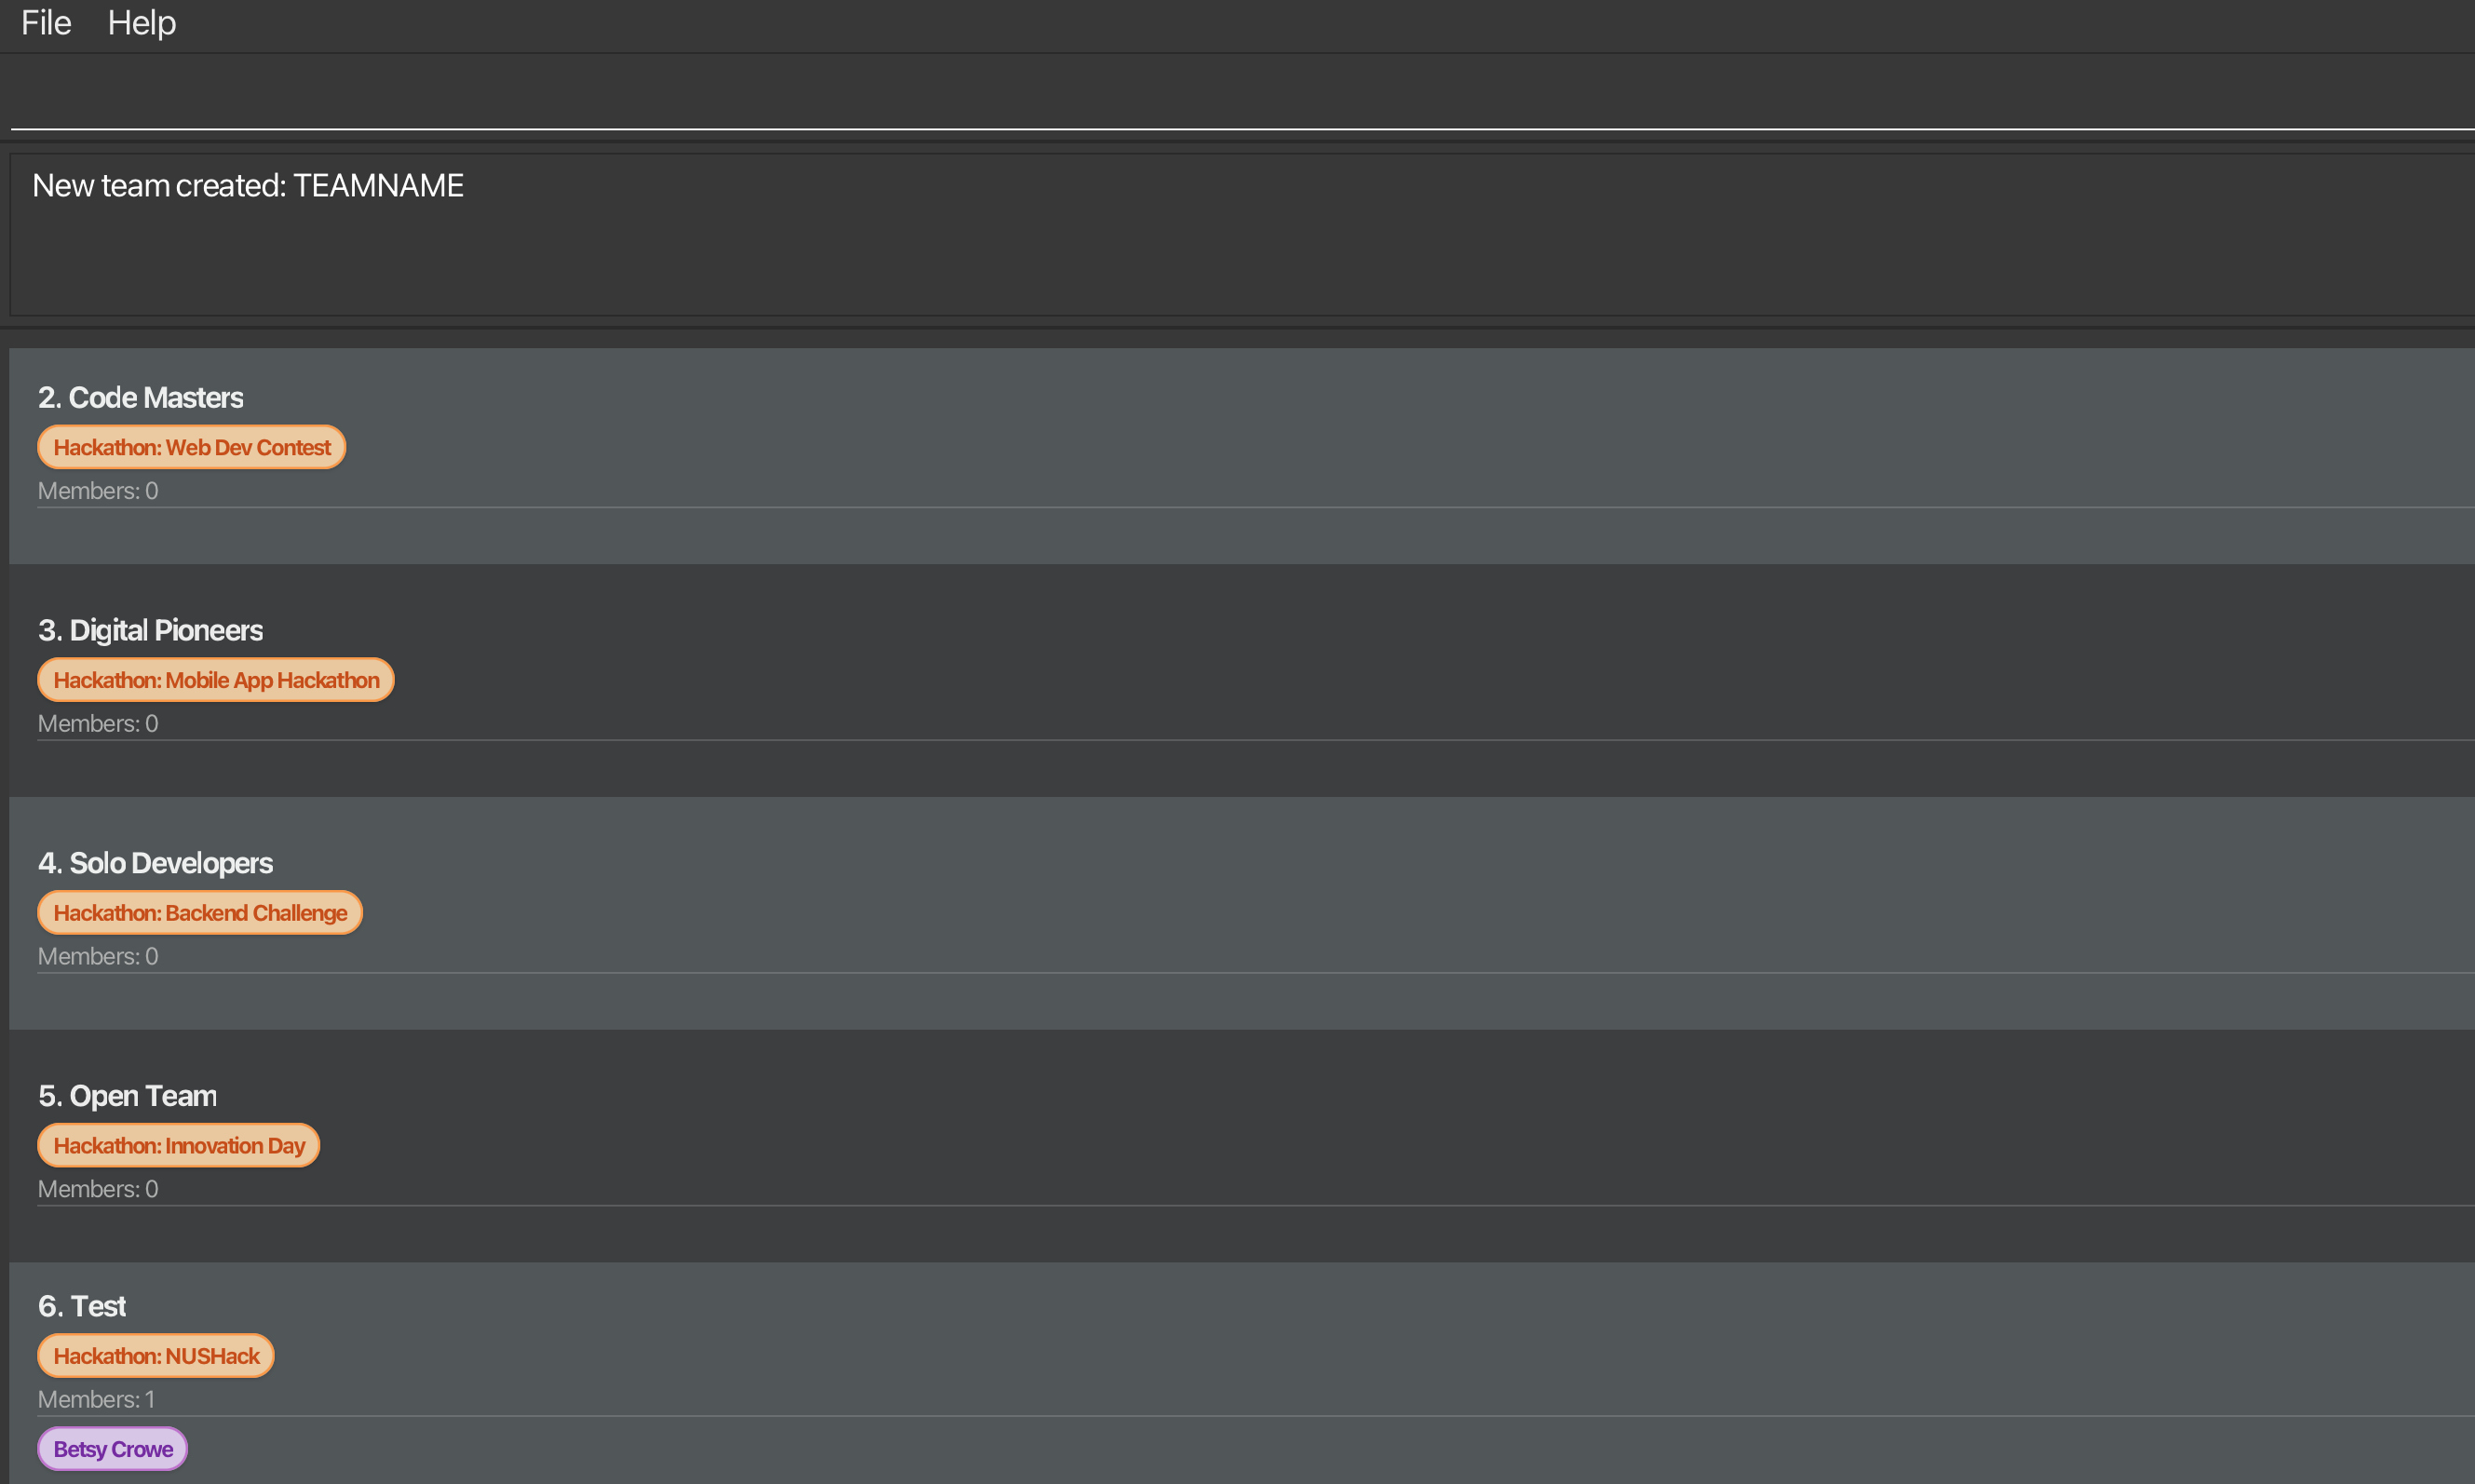 File Help
New team created: TEAMNAME
2. Code Masters
Hackathon: Web Dev Contest
Members: 0
3. Digital Pioneers
Hackathon: Mobile App Hackathon
Members: 0
4. Solo Developers
Hackathon: Backend Challenge
Members: 0
5. Open Team
Hackathon: Innovation Day
Members: 0
6. Test
Hackathon: NUSHack
Members: 1
Betsy Crowe